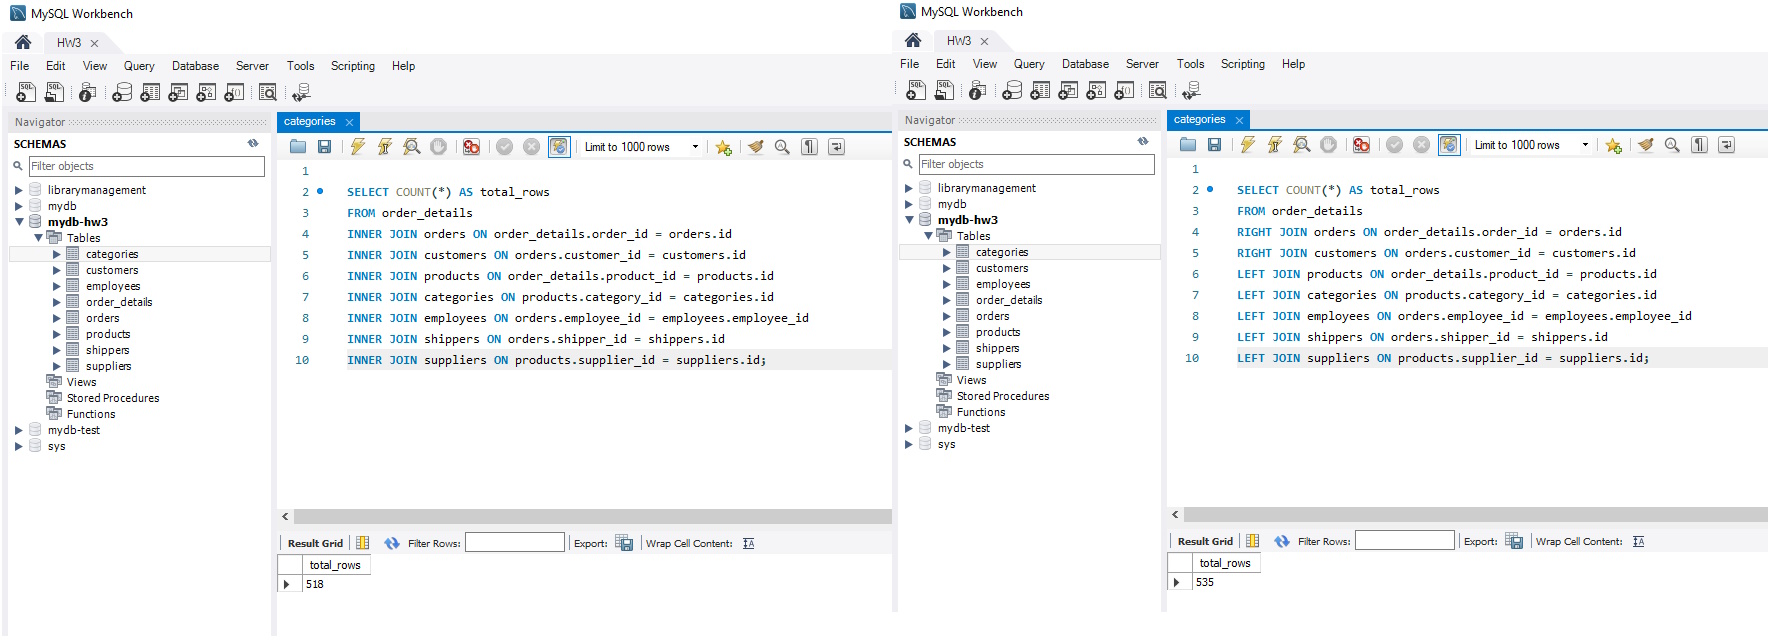 MySQL Workbench
HW3
File Edit View Query Database Server Tools Scripting Help
Navigator
SCHEMAS
Filter objects
librarymanagement
mydb
mydb-hw3
Tables
categories
customers
employees
order_details
orders
products
shippers
suppliers
Views
Stored Procedures
Functions
mydb-test
sys
categories
Limit to 1000 rows
1
2 SELECT COUNT(*) AS total_rows
3 FROM order_details
4 INNER JOIN orders ON order_details.order_id = orders.id
5 INNER JOIN customers ON orders.customer_id = customers.id
6 INNER JOIN products ON order_details.product_id = products.id
7 INNER JOIN categories ON products.category_id = categories.id
8 INNER JOIN employees ON orders.employee_id = employees.employee_id
9 INNER JOIN shippers ON orders.shipper_id = shippers.id
10 INNER JOIN suppliers ON products.supplier_id = suppliers.id;
Result Grid Filter Rows: Export: Wrap Cell Content: IA
total_rows
518
MySQL Workbench
HW3
File Edit View Query Database Server Tools Scripting Help
Navigator
SCHEMAS
Filter objects
librarymanagement
mydb
mydb-hw3
Tables
categories
customers
employees
order_details
orders
products
shippers
suppliers
Views
Stored Procedures
Functions
mydb-test
sys
categories
Limit to 1000 rows
1
2 SELECT COUNT(*) AS total_rows
3 FROM order_details
4 RIGHT JOIN orders ON order_details.order_id = orders.id
5 RIGHT JOIN customers ON orders.customer_id = customers.id
6 LEFT JOIN products ON order_details.product_id = products.id
7 LEFT JOIN categories ON products.category_id = categories.id
8 LEFT JOIN employees ON orders.employee_id = employees.employee_id
9 LEFT JOIN shippers ON orders.shipper_id = shippers.id
10 LEFT JOIN suppliers ON products.supplier_id = suppliers.id;
Result Grid Filter Rows: Export: Wrap Cell Content: IA
total_rows
535